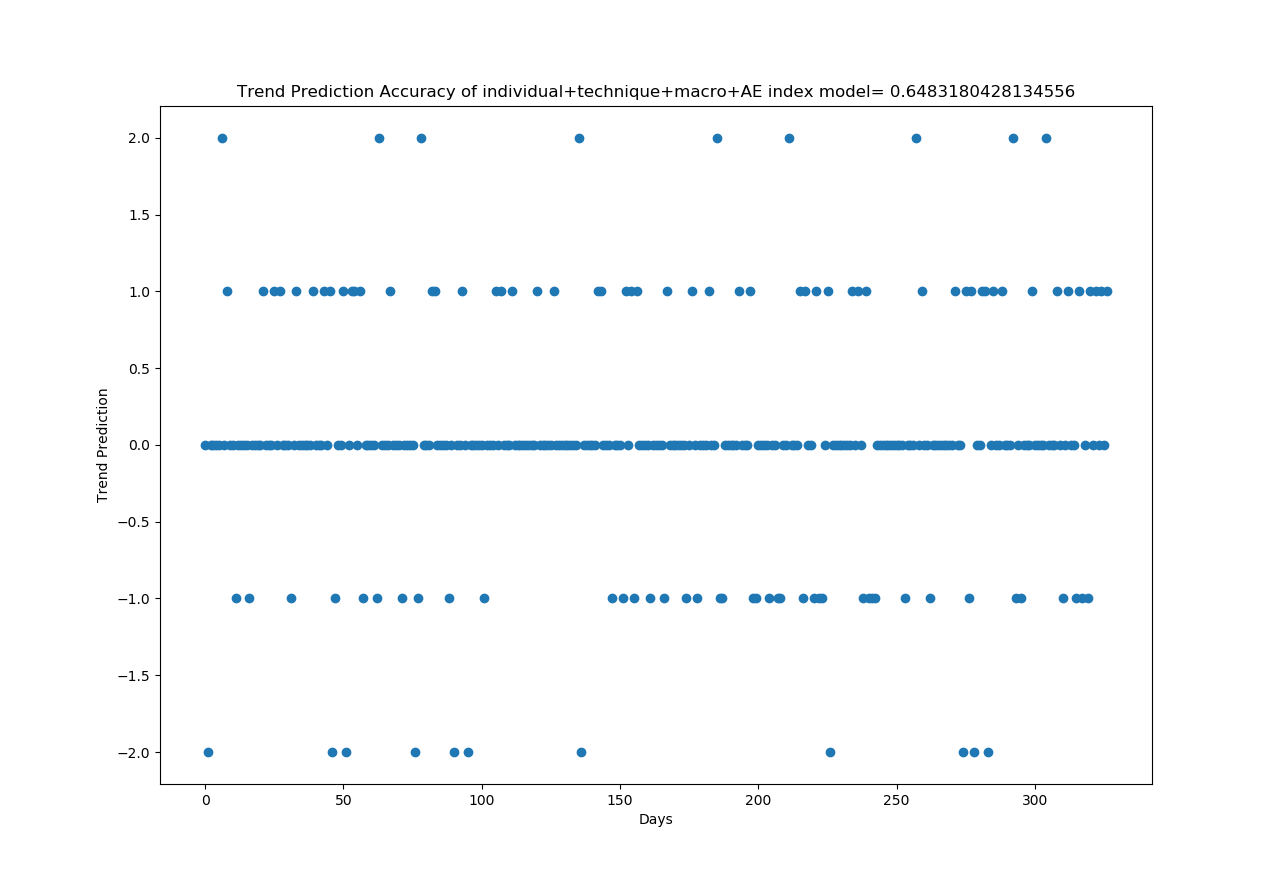 Trend Prediction Accuracy of individual+technique+macro+AE index model= 0.6483180428134556
2.0
1.5
1.0
0.5
0.0
−0.5
−1.0
−1.5
−2.0
Trend Prediction
0 50 100 150 200 250 300
Days